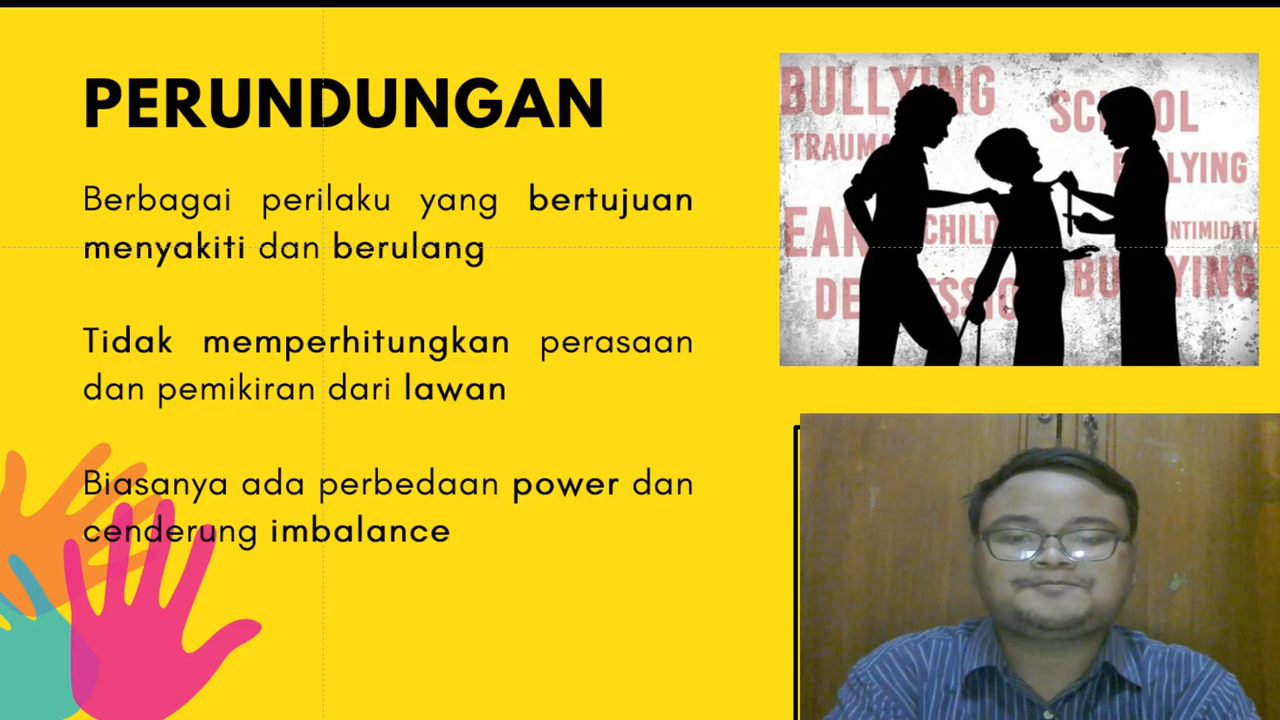 PERUNDUNGAN
Berbagai perilaku yang bertujuan
menyakiti dan berulang
Tidak memperhitungkan perasaan
dan pemikiran dari lawan
Biasanya ada perbedaan power dan
cenderung imbalance
BULLYING
SCHOOL
TRAUMA
BULLYING
CHILD
DEPRESSION
BULLYING